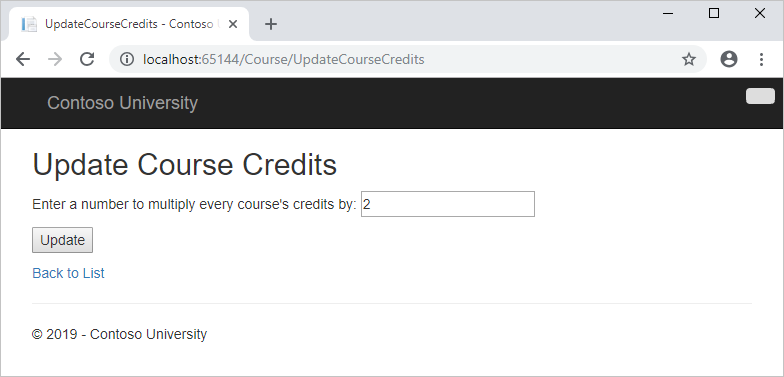 UpdateCourseCredits - Contoso
localhost:65144/Course/UpdateCourseCredits
Contoso University
Update Course Credits
Enter a number to multiply every course's credits by: 2
Update
Back to List
© 2019 - Contoso University